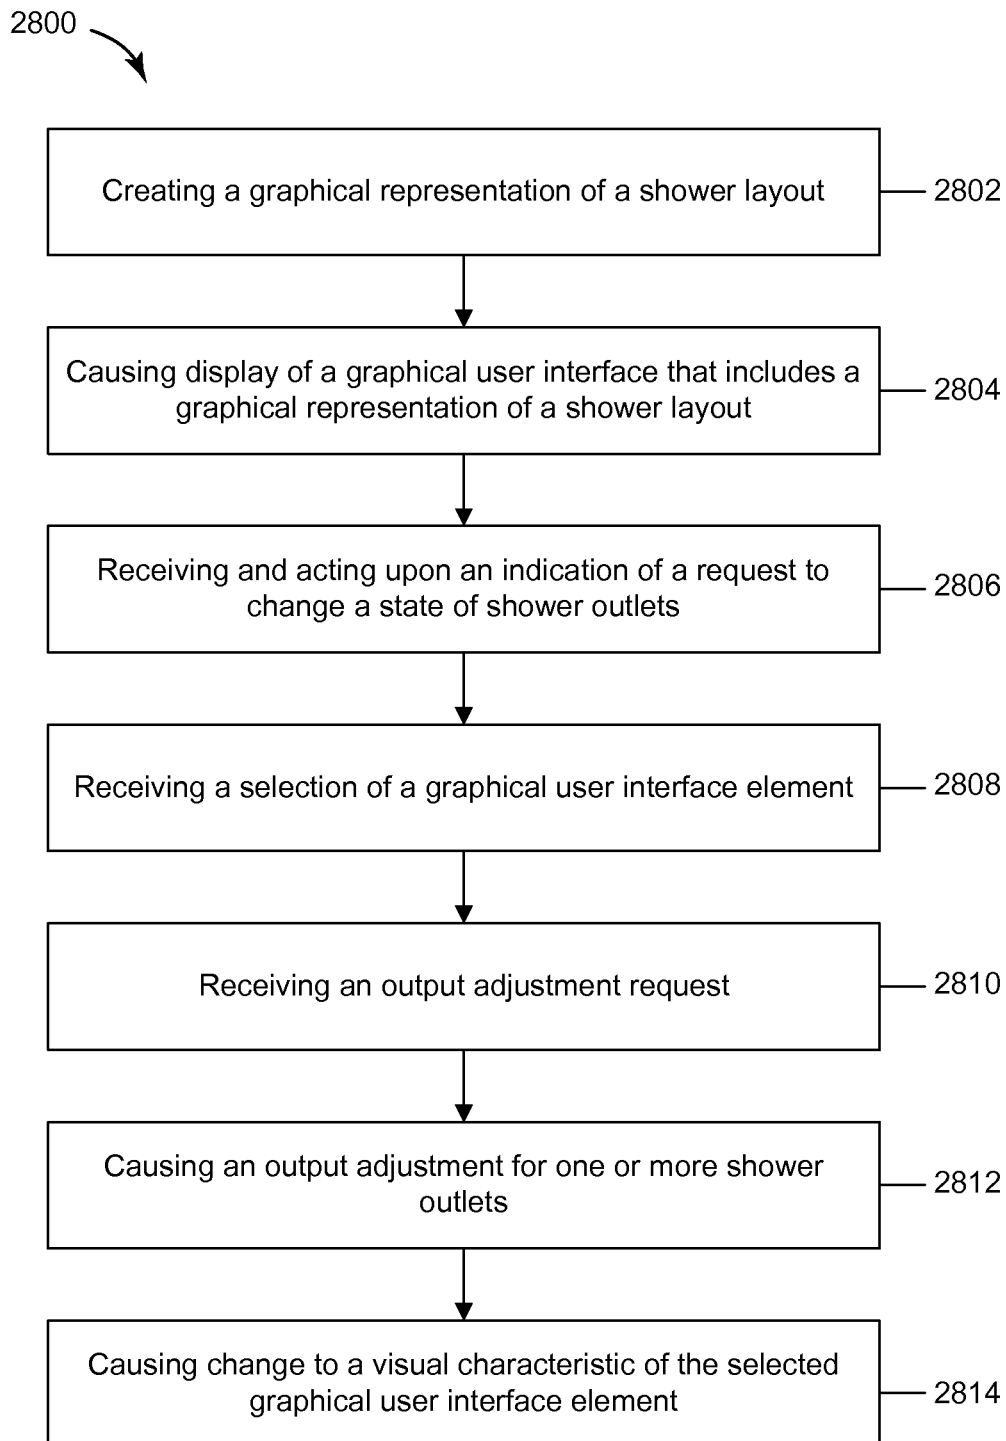 2800
Creating a graphical representation of a shower layout
2802
Causing display of a graphical user interface that includes a
graphical representation of a shower layout
2804
Receiving and acting upon an indication of a request to
change a state of shower outlets
2806
Receiving a selection of a graphical user interface element
2808
Receiving an output adjustment request
2810
Causing an output adjustment for one or more shower
outlets
2812
Causing change to a visual characteristic of the selected
graphical user interface element
2814